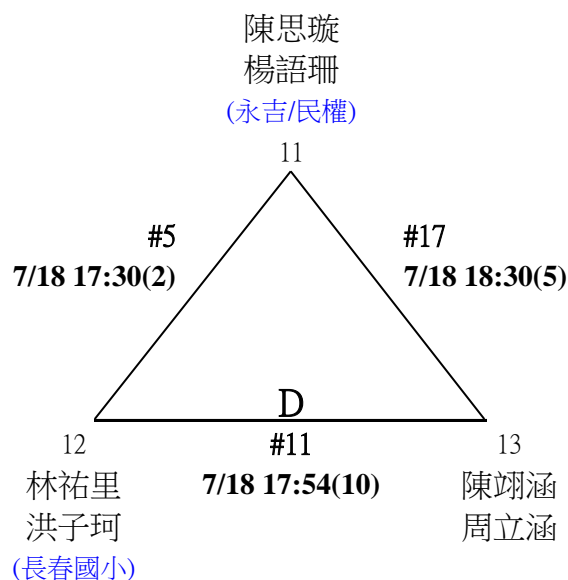 陳思璇
楊語珊
(永吉/民權)
11
#5
7/18 17:30(2)
#17
7/18 18:30(5)
D
12
#11
13
林祐里
洪子珂
7/18 17:54(10)
陳翊涵
周立涵
(長春國小)